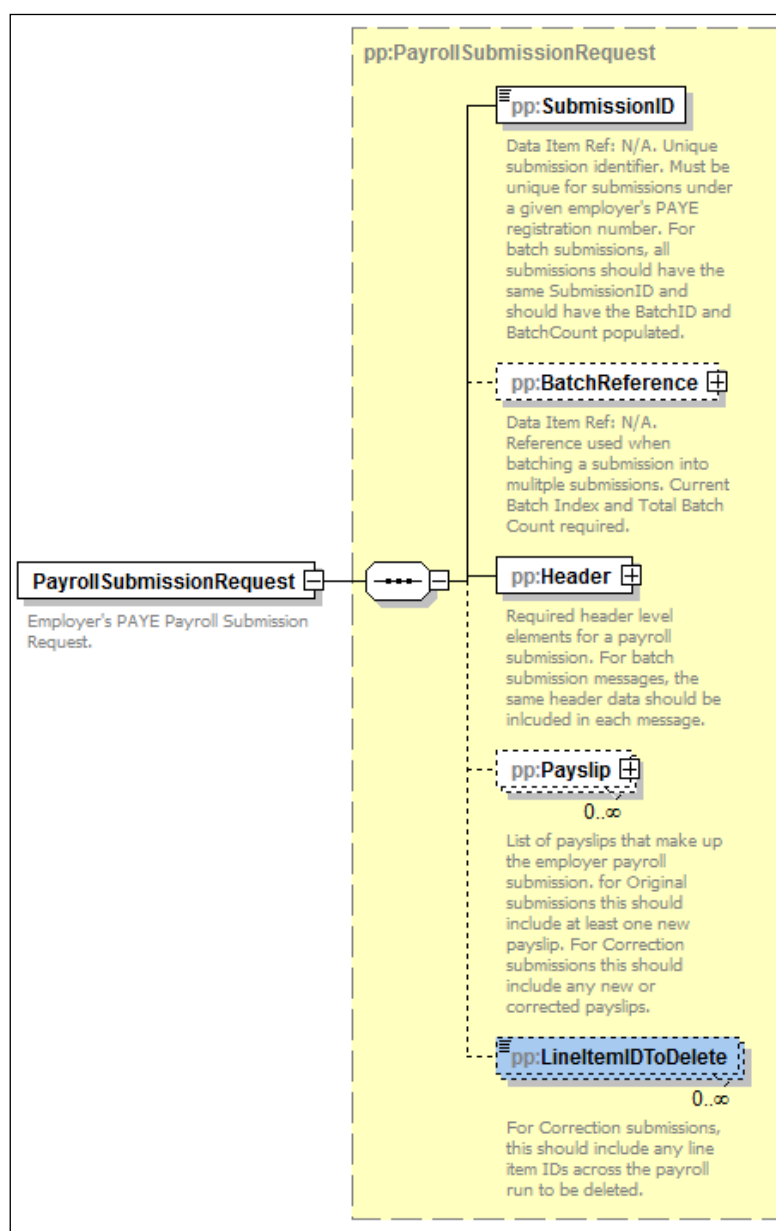 pp:PayrollSubmissionRequest
pp:SubmissionID
Data Item Ref: N/A. Unique
submission identifier. Must be
unique for submissions under
a given employer's PAYE
registration number. For
batch submissions, all
submissions should have the
same SubmissionID and
should have the BatchID and
BatchCount populated.
pp:BatchReference
Data Item Ref: N/A.
Reference used when
batching a submission into
mulitple submissions. Current
Batch Index and Total Batch
Count required.
PayrollSubmissionRequest
Employer's PAYE Payroll Submission
Request.
pp:Header
Required header level
elements for a payroll
submission. For batch
submission messages, the
same header data should be
inlcuded in each message.
pp:Payslip
0..∞
List of payslips that make up
the employer payroll
submission. for Original
submissions this should
include at least one new
payslip. For Correction
submissions this should
include any new or
corrected payslips.
pp:LineItemIDToDelete
0..∞
For Correction submissions,
this should include any line
item IDs across the payroll
run to be deleted.